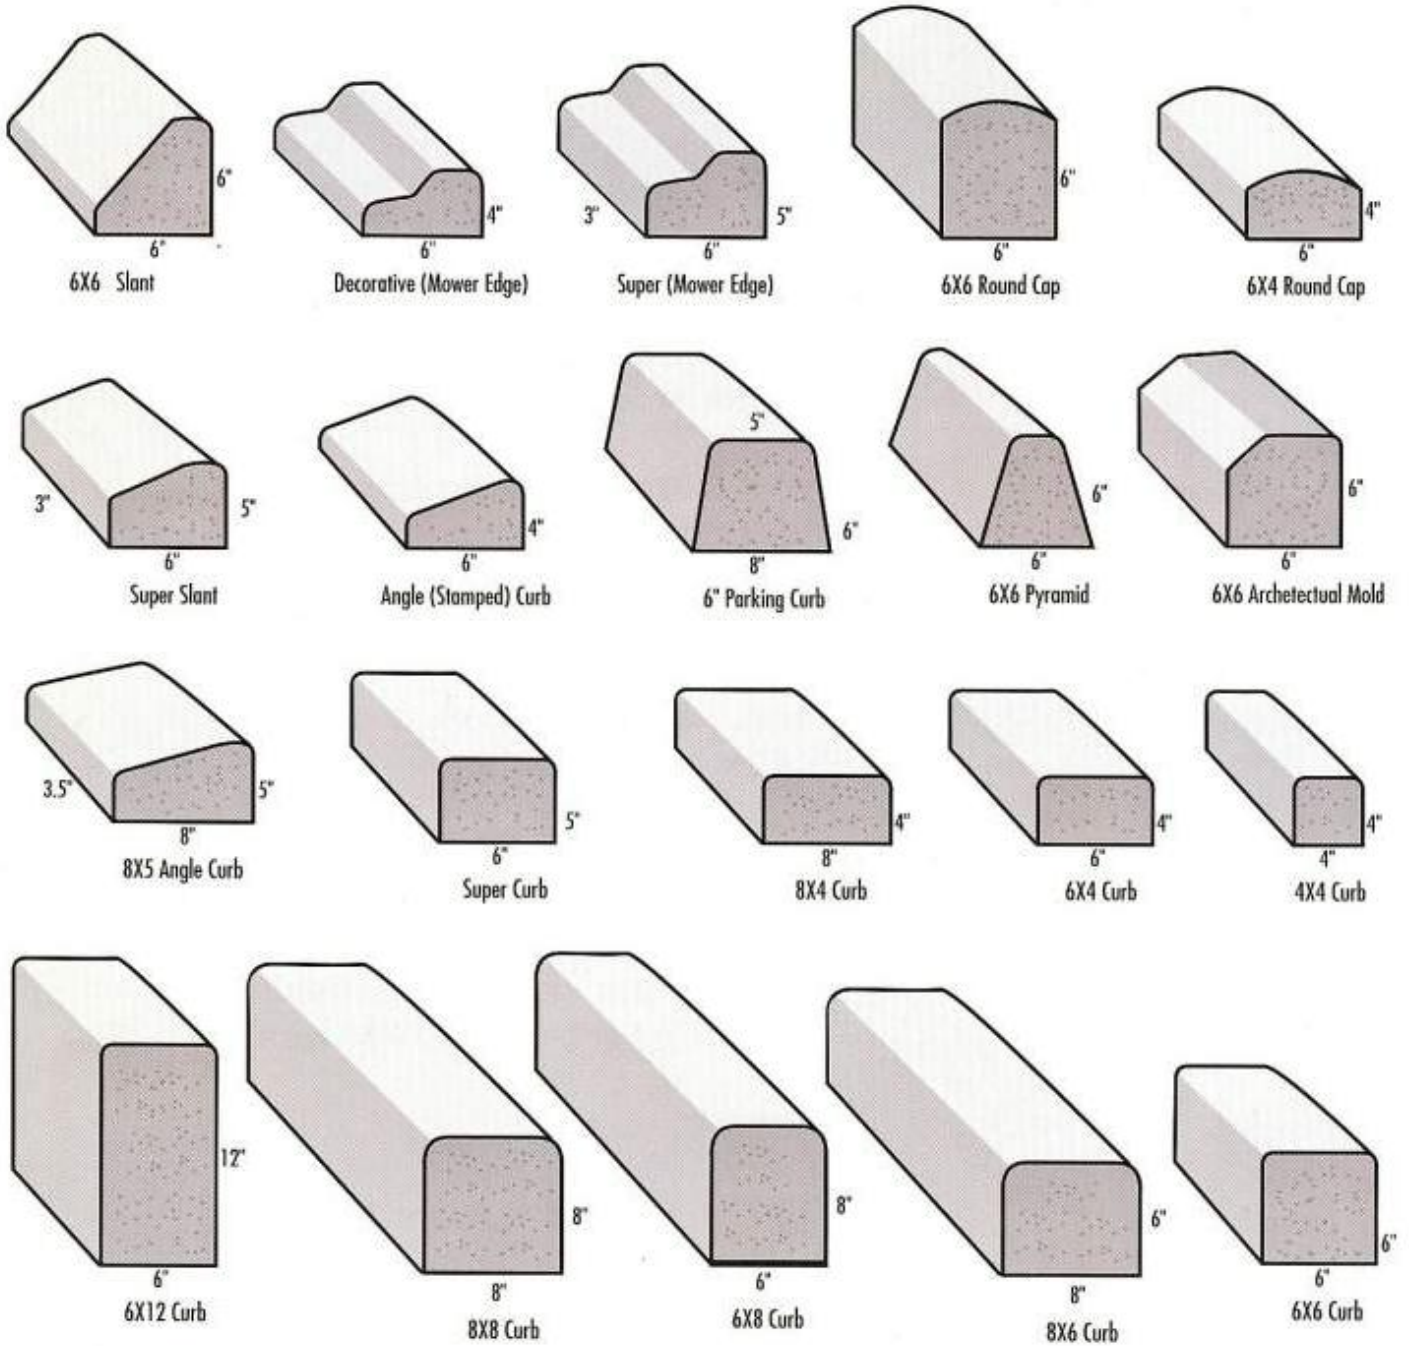 6"
6"
6X6 Slant
4"
6"
Decorative (Mower Edge)
3"
5"
6"
Super (Mower Edge)
6"
6"
6X6 Round Cap
4"
6"
6X4 Round Cap
3"
5"
6"
Super Slant
4"
6"
Angle (Stamped) Curb
5"
6"
8"
6" Parking Curb
6"
6"
6X6 Pyramid
6"
6"
6X6 Archetectual Mold
3.5"
5"
8"
8X5 Angle Curb
5"
6"
Super Curb
4"
8"
8X4 Curb
4"
6"
6X4 Curb
4"
4"
4X4 Curb
12"
6"
6X12 Curb
8"
8"
8X8 Curb
8"
6"
6X8 Curb
6"
8"
8X6 Curb
6"
6"
6X6 Curb